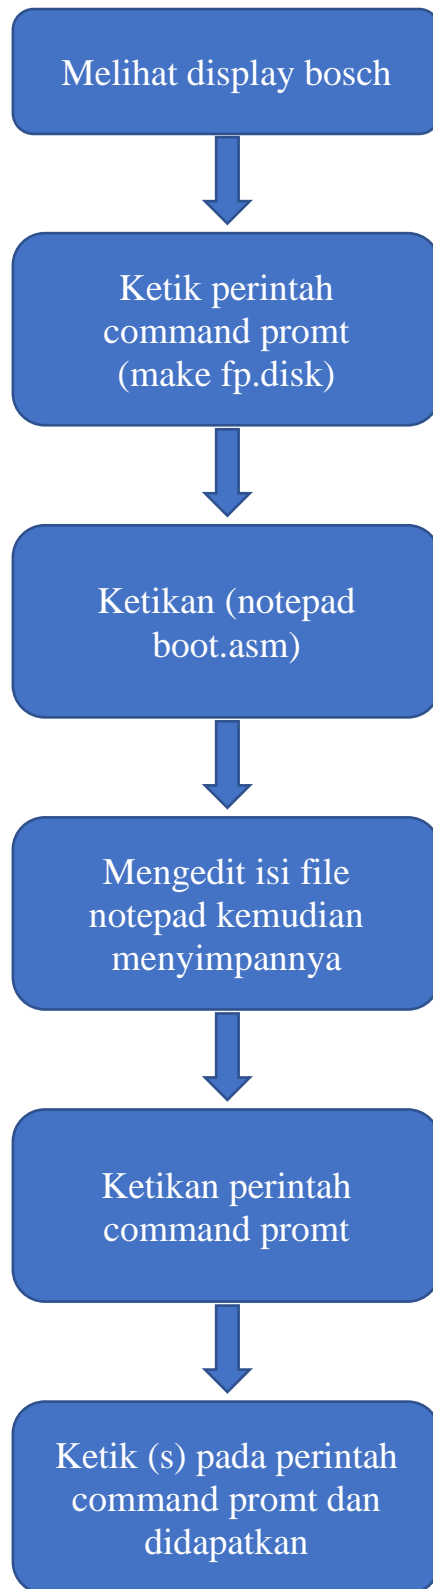 Melihat display bosch
Ketik perintah
command promt
(make fp.disk)
Ketikan (notepad
boot.asm)
Mengedit isi file
notepad kemudian
menyimpannya
Ketikan perintah
command promt
Ketik (s) pada perintah
command promt dan
didapatkan